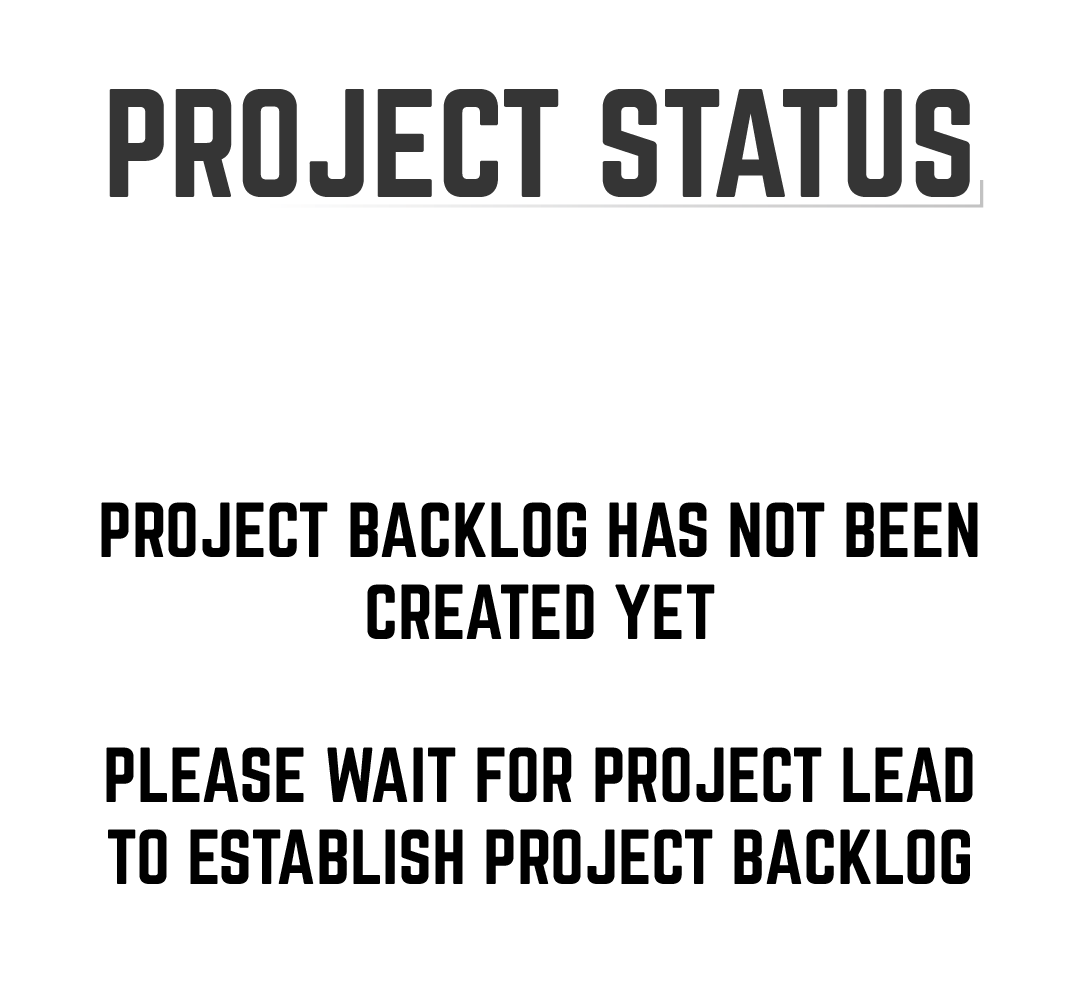 PROJECT STATUS
PROJECT BACKLOG HAS NOT BEEN
CREATED YET
PLEASE WAIT FOR PROJECT LEAD
TO ESTABLISH PROJECT BACKLOG